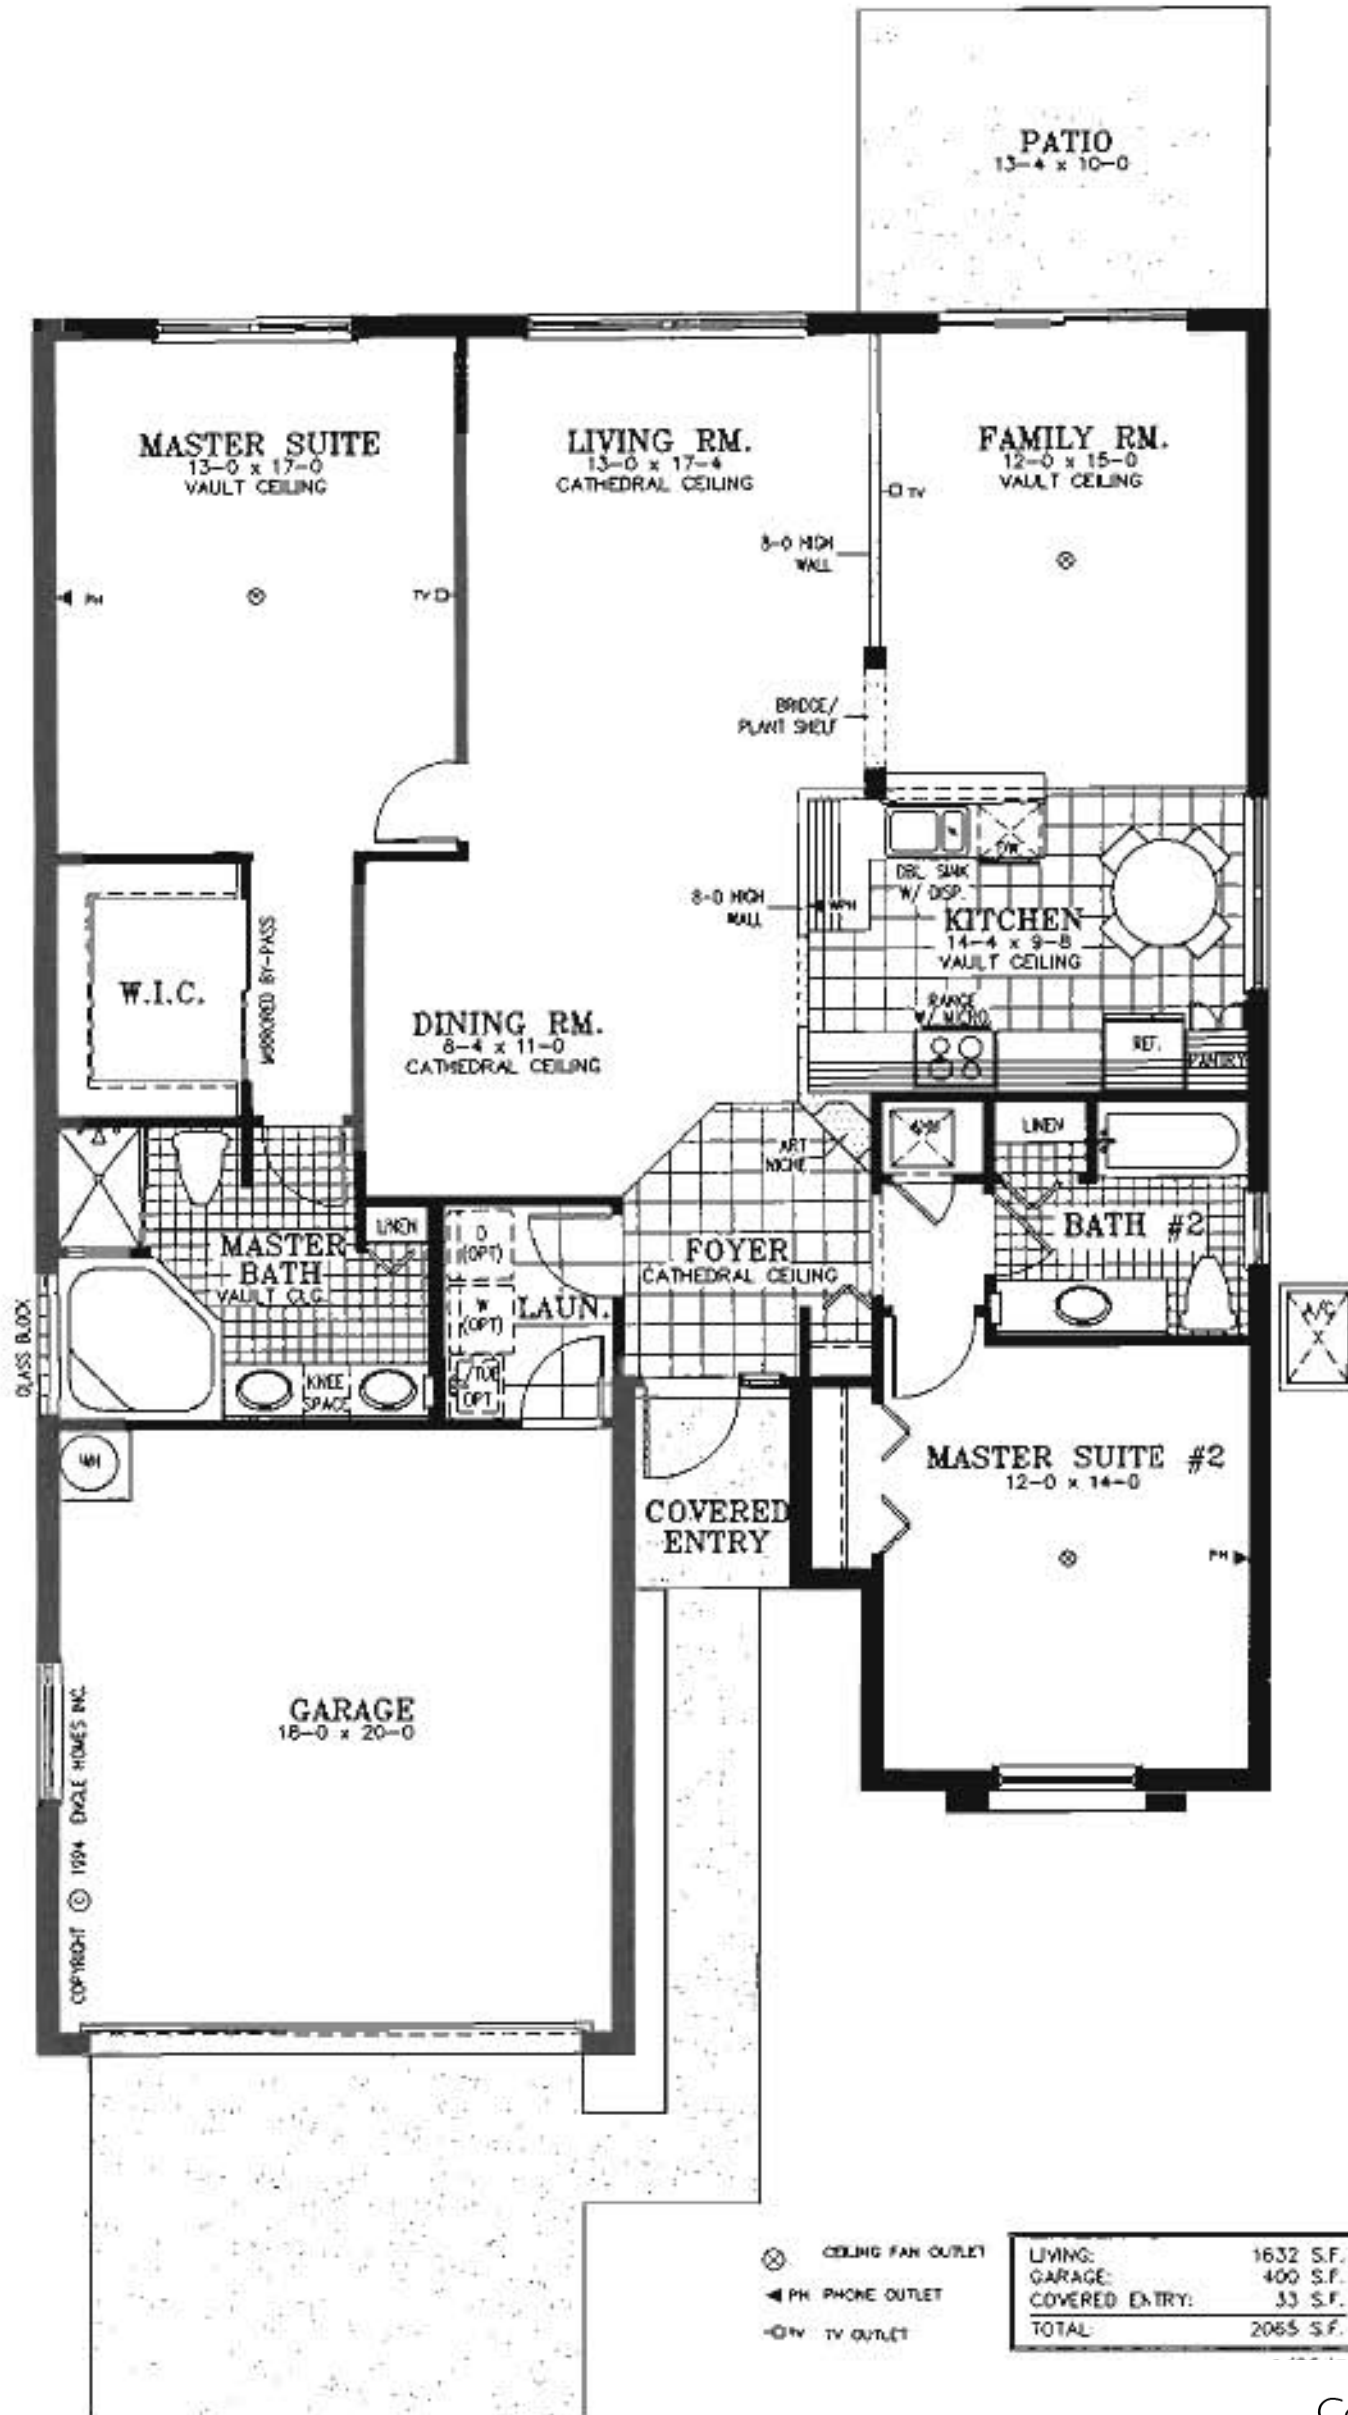 PATIO
13-4 x 10-0
MASTER SUITE
13-0 x 17-0
VAULT CEILING
LIVING RM.
13-0 x 17-4
CATHEDRAL CEILING
FAMILY RM.
12-0 x 15-0
VAULT CEILING
TV
8-0 HIGH
WALL
PH
TV
BRIDGE/
PLANT SHELF
DBL SINK
W/ DISP.
D/W
8-0 HIGH
WALL
WPH
KITCHEN
14-4 x 9-8
VAULT CEILING
W.I.C.
MIRRORED BY-PASS
DINING RM.
8-4 x 11-0
CATHEDRAL CEILING
RANGE
W/ MICRO.
REF.
PANTRY
ART
NICHE
AHU
LINEN
BATH #2
LINEN
MASTER
BATH
VAULT CLG.
D
(OPT)
W
(OPT)
LAUN.
FOYER
CATHEDRAL CEILING
A/C
GLASS BLOCK
KNEE
SPACE
OPT
WH
COVERED
ENTRY
MASTER SUITE #2
12-0 x 14-0
PH
GARAGE
18-0 x 20-0
COPYRIGHT © 1994 ENGLE HOMES INC.
CEILING FAN OUTLET
PH PHONE OUTLET
TV TV OUTLET
LIVING: 1632 S.F.
GARAGE: 400 S.F.
COVERED ENTRY: 33 S.F.
TOTAL: 2065 S.F.